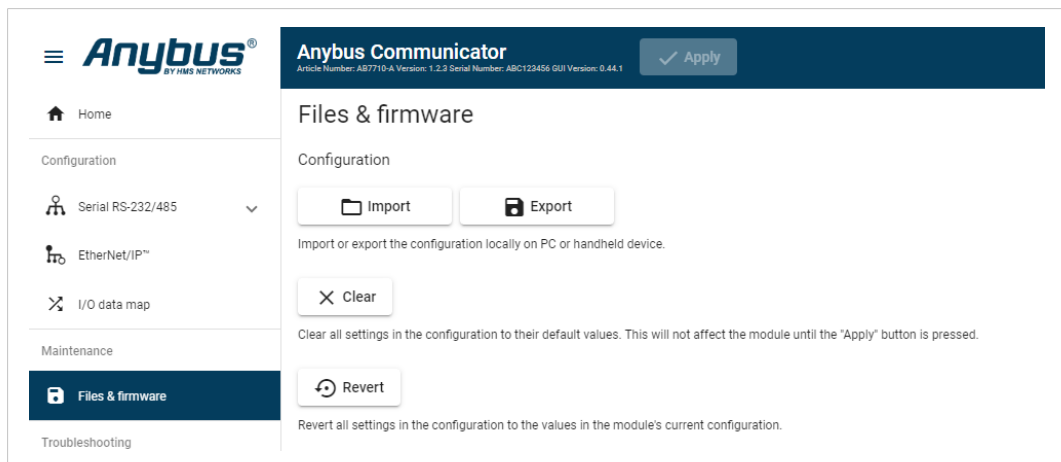 Anybus®
BY HMS NETWORKS
Anybus Communicator
Article Number: AB7710-A Version: 1.2.3 Serial Number: ABC123456 GUI Version: 0.44.1
Apply
Home
Configuration
Serial RS-232/485
EtherNet/IP™
I/O data map
Maintenance
Files & firmware
Troubleshooting
Files & firmware
Configuration
Import
Export
Import or export the configuration locally on PC or handheld device.
Clear
Clear all settings in the configuration to their default values. This will not affect the module until the "Apply" button is pressed.
Revert
Revert all settings in the configuration to the values in the module's current configuration.